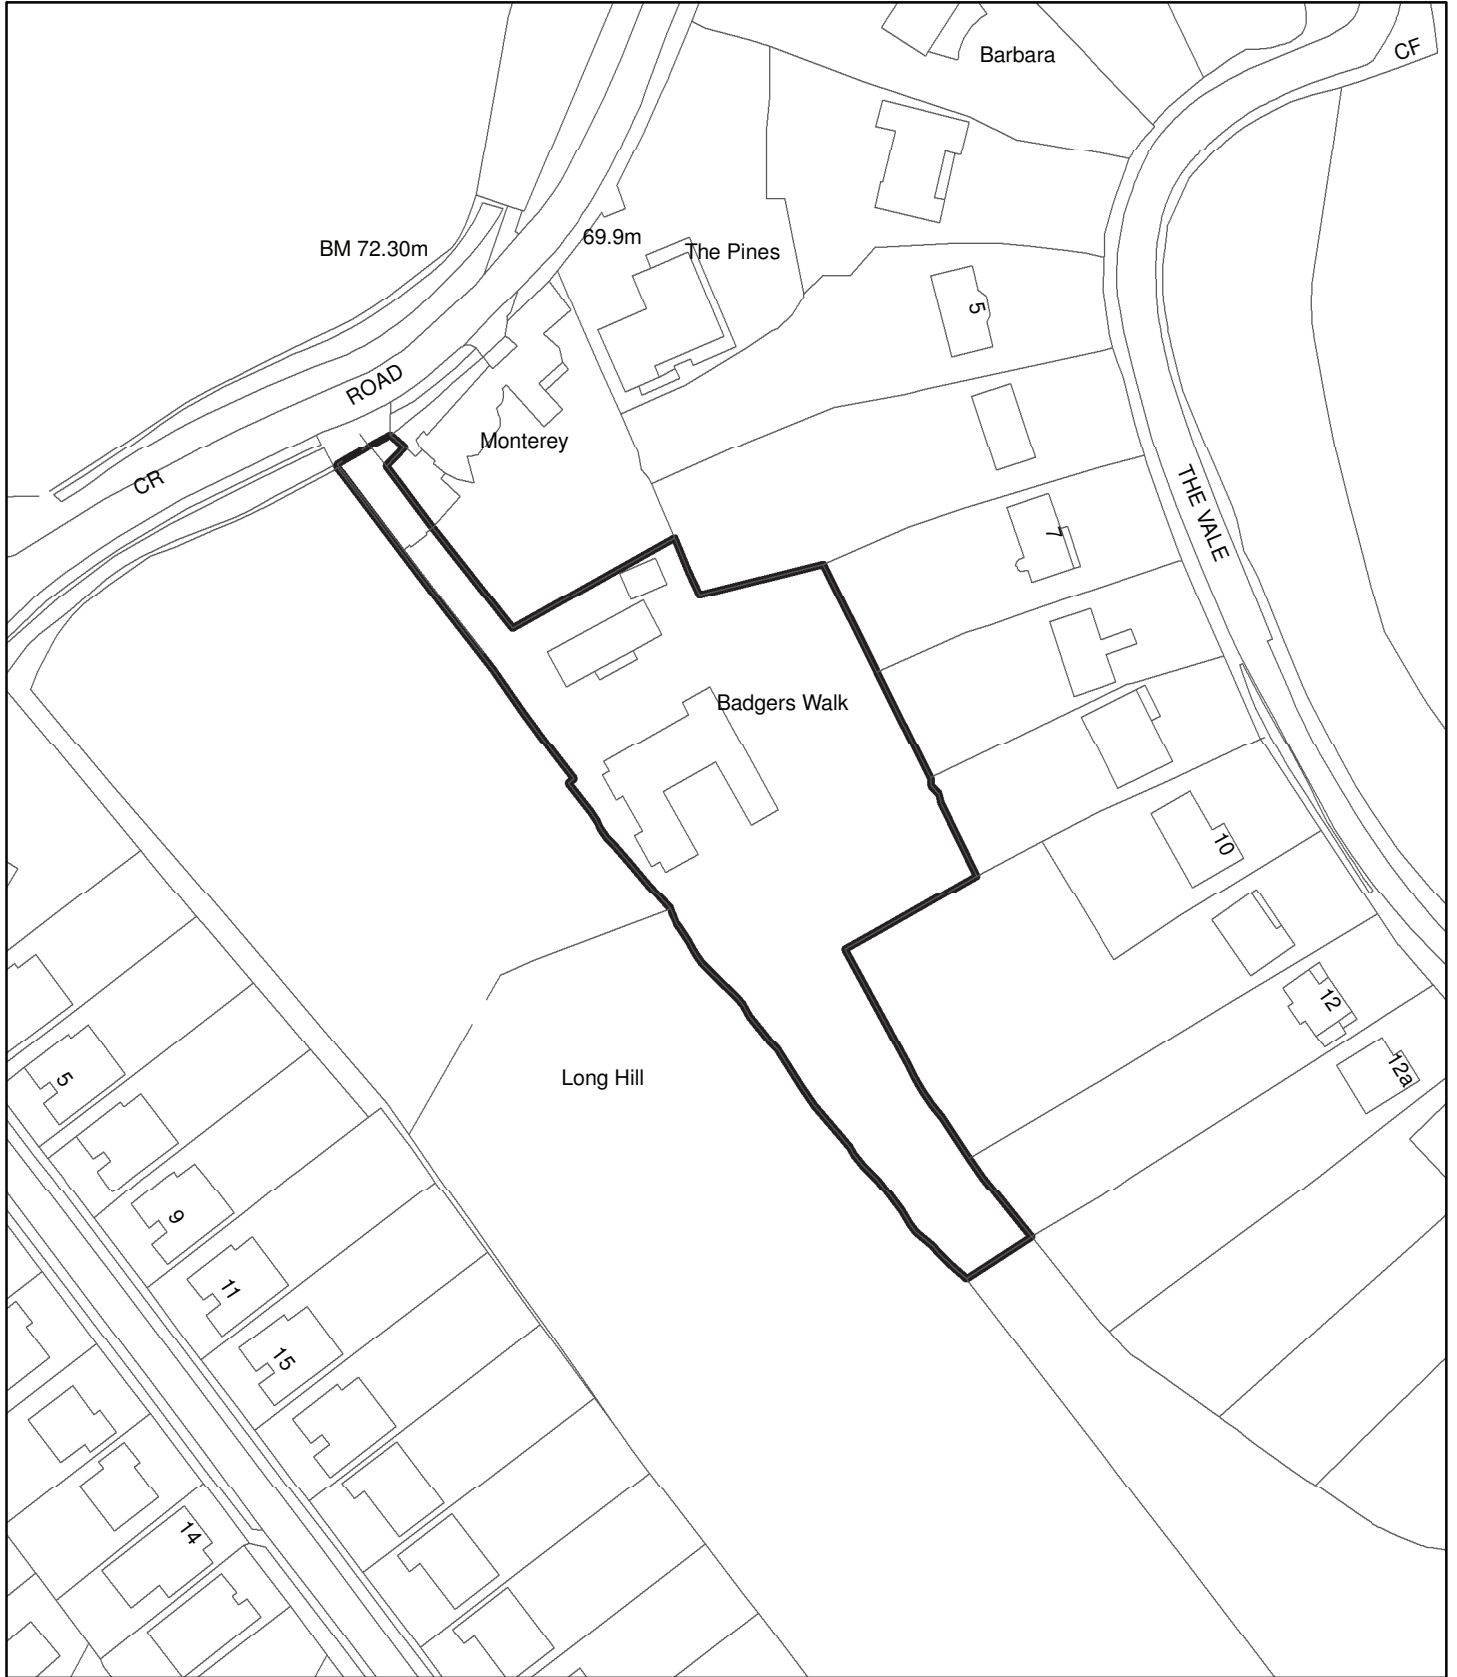 Barbara
CF
BM 72.30m
69.9m
The Pines
5
ROAD
CR
Monterey
THE VALE
7
Badgers Walk
10
12
12a
Long Hill
5
9
11
15
14